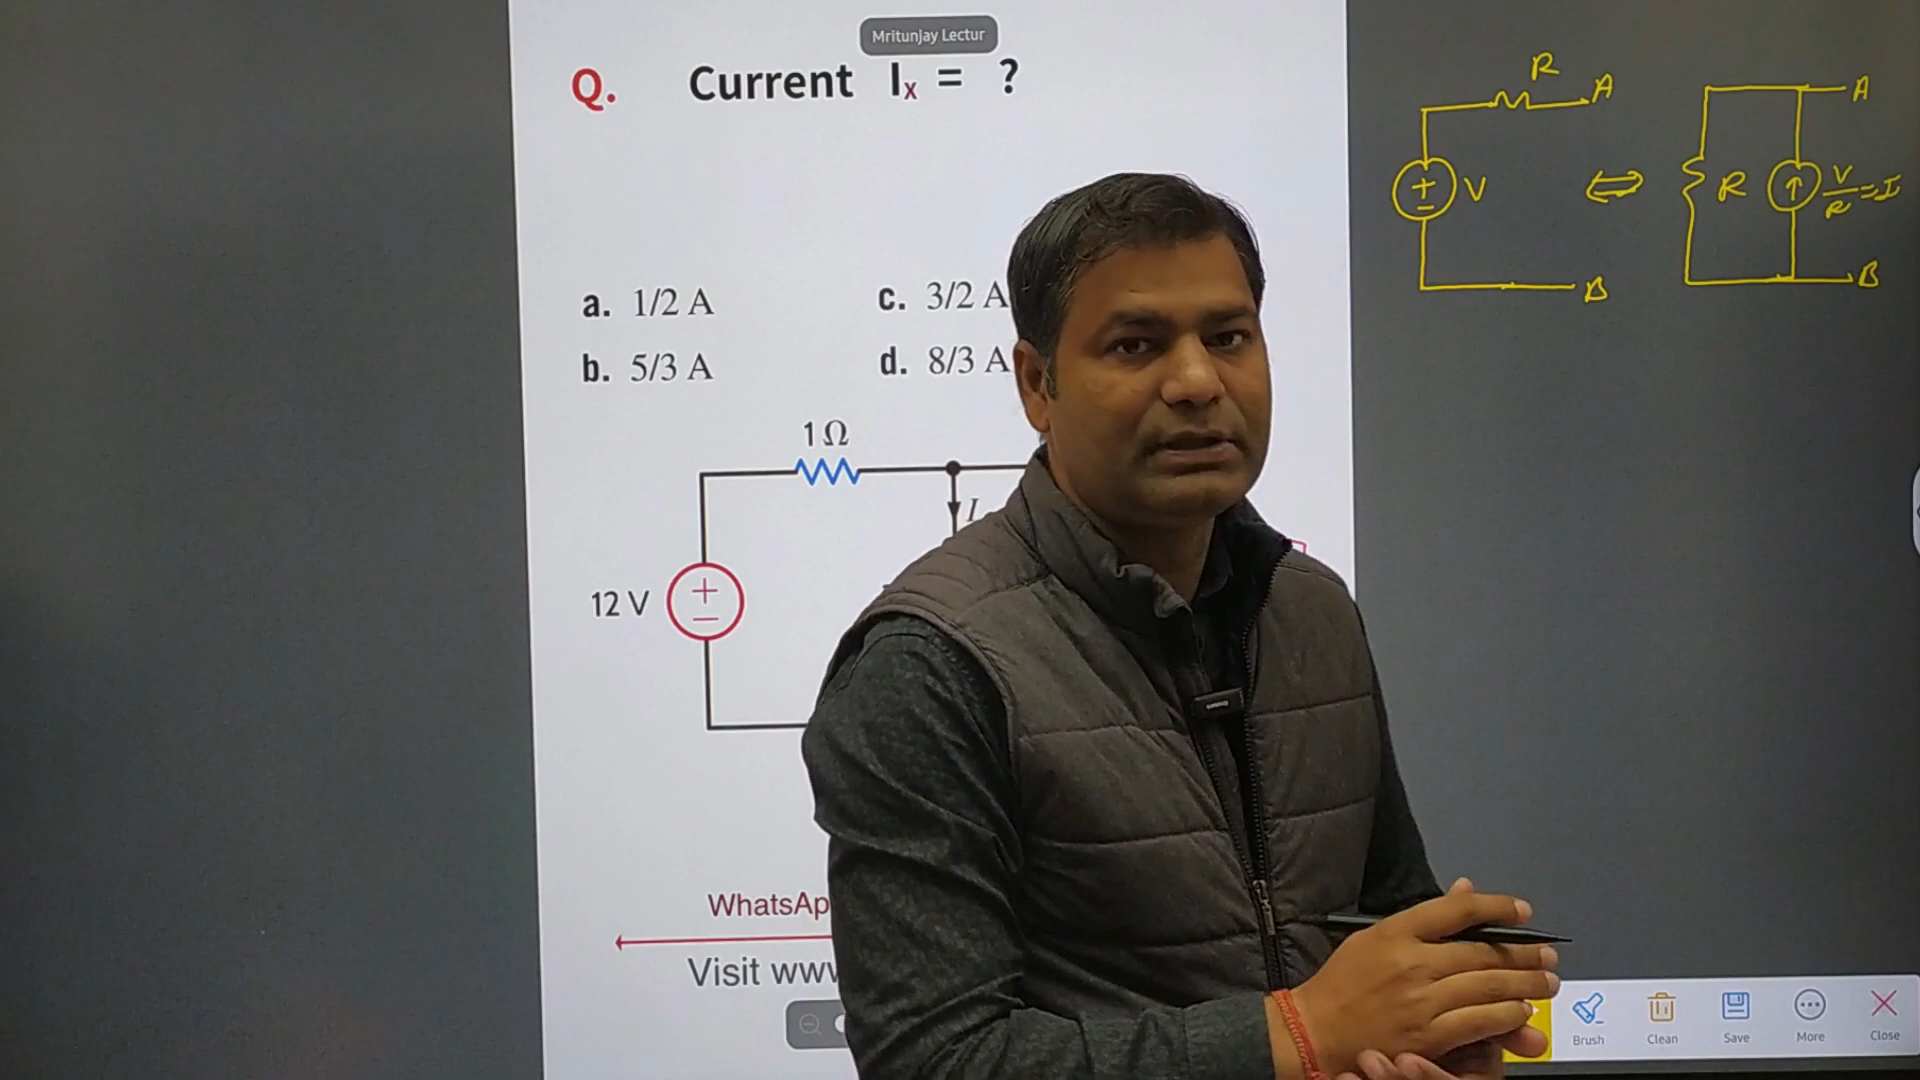 Mritunjay Lectur
Q. Current Ix = ?
a. 1/2 A
c. 3/2 A
b. 5/3 A
d. 8/3 A
1 Ω
I
12 V
+
−
WhatsAp
Visit www
R
A
+
−
V
B
⇔
A
R
↑
V/R = I
B
Brush
Clean
Save
More
Close